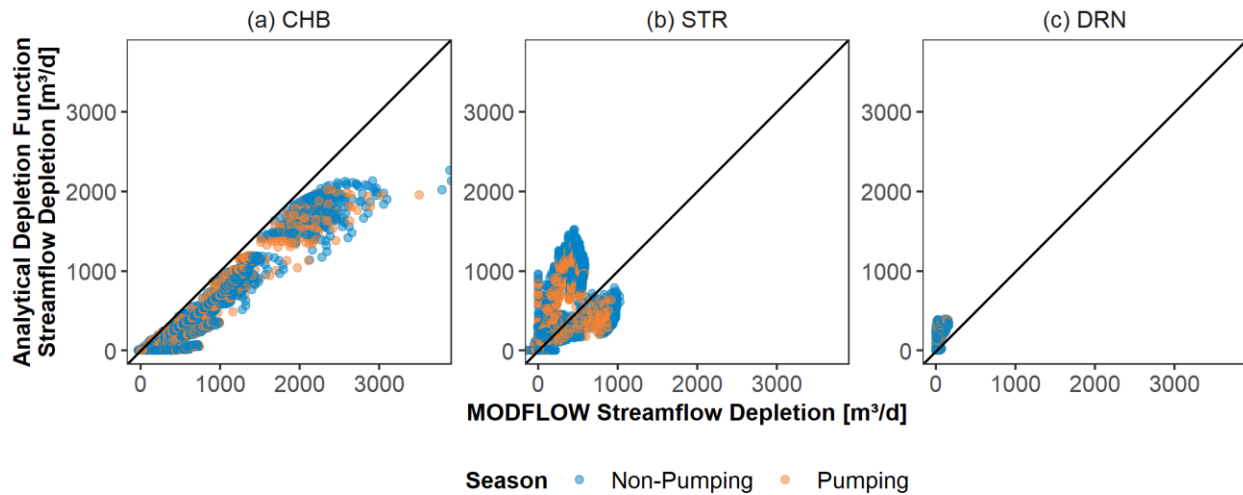 (a) CHB
(b) STR
(c) DRN
Analytical Depletion Function
Streamflow Depletion [m³/d]
3000
2000
1000
0
3000
2000
1000
0
3000
2000
1000
0
0 1000 2000 3000
0 1000 2000 3000
0 1000 2000 3000
MODFLOW Streamflow Depletion [m³/d]
Season Non-Pumping Pumping